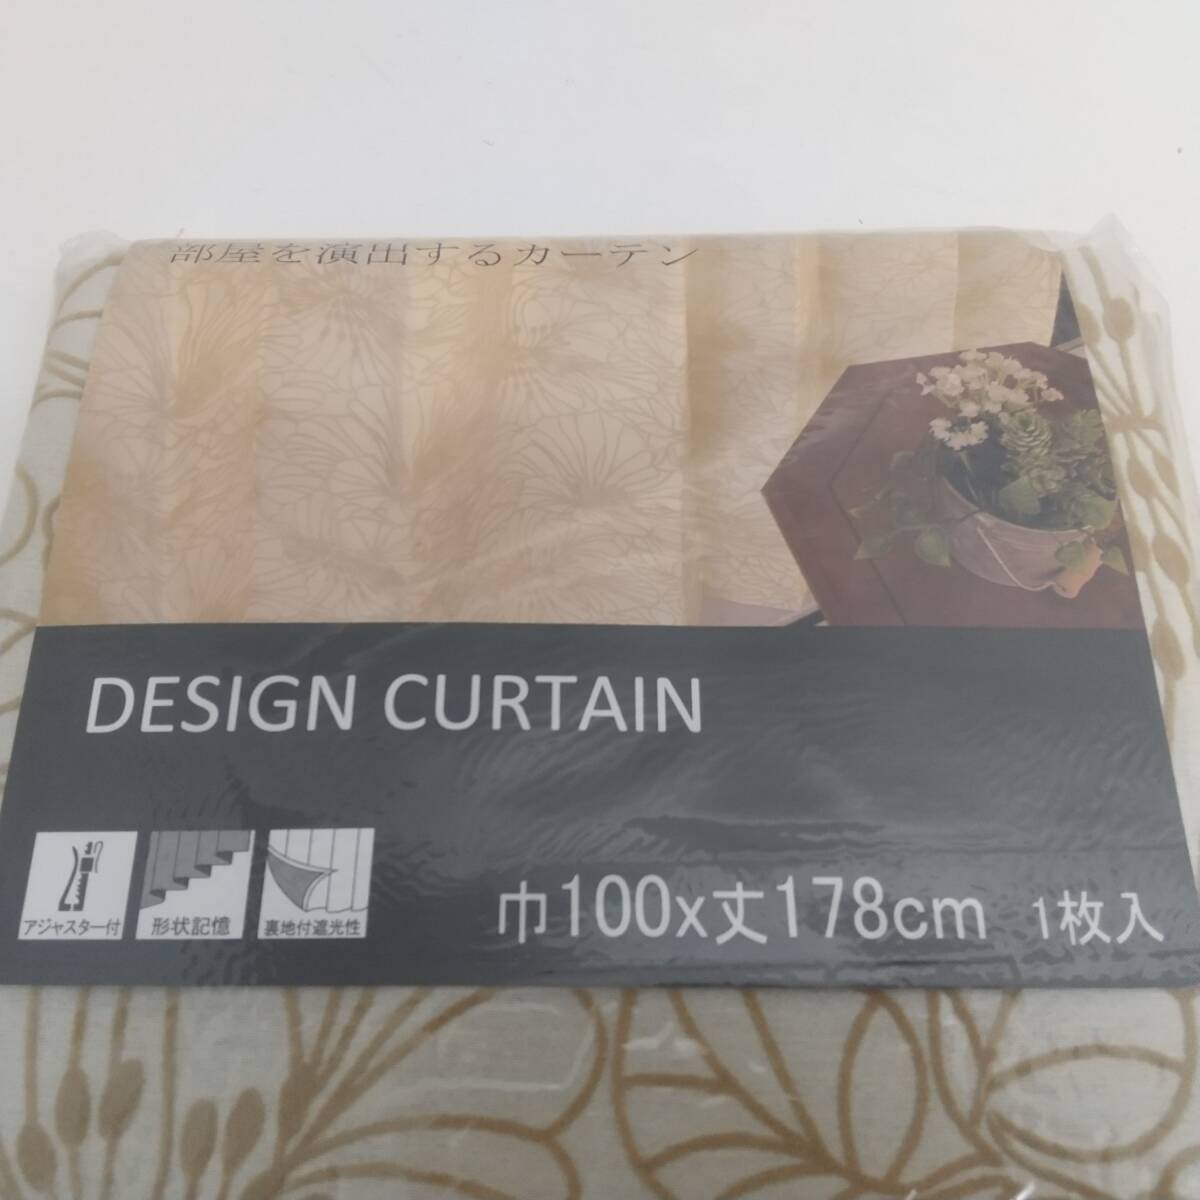 部屋を演出するカーテン
DESIGN CURTAIN
アジャスター付
形状記憶
裏地付遮光性
巾100x丈178cm 1枚入